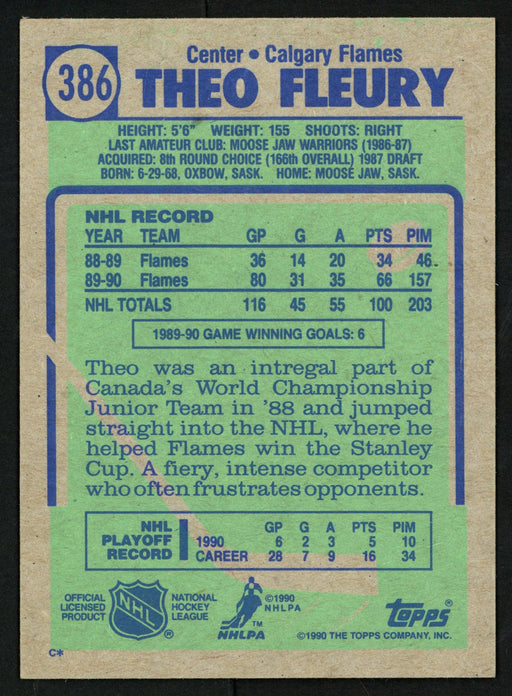 386
Center • Calgary Flames
THEO FLEURY
HEIGHT: 5'6" WEIGHT: 155 SHOOTS: RIGHT
LAST AMATEUR CLUB: MOOSE JAW WARRIORS (1986-87)
ACQUIRED: 8th ROUND CHOICE (166th OVERALL) 1987 DRAFT
BORN: 6-29-68, OXBOW, SASK. HOME: MOOSE JAW, SASK.
NHL RECORD
YEAR TEAM GP G A PTS PIM
88-89 Flames 36 14 20 34 46
89-90 Flames 80 31 35 66 157
NHL TOTALS 116 45 55 100 203
1989-90 GAME WINNING GOALS: 6
Theo was an intregal part of
Canada's World Championship
Junior Team in '88 and jumped
straight into the NHL, where he
helped Flames win the Stanley
Cup. A fiery, intense competitor
who often frustrates opponents.
NHL PLAYOFF RECORD
GP G A PTS PIM
1990 6 2 3 5 10
CAREER 28 7 9 16 34
OFFICIAL
LICENSED
PRODUCT
NHL
®
NATIONAL
HOCKEY
LEAGUE
©1990
NHLPA
TM
NHLPA
Topps®
©1990 THE TOPPS COMPANY, INC.
C*